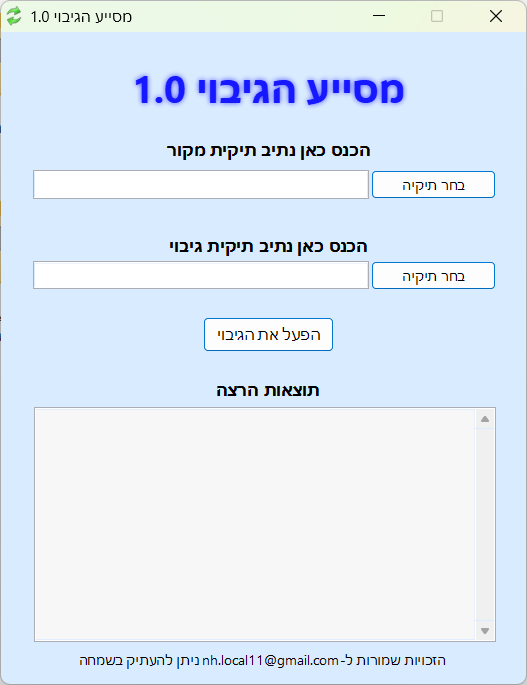 מסייע הגיבוי 1.0
מסייע הגיבוי 1.0
הכנס כאן נתיב תיקית מקור
בחר תיקיה
הכנס כאן נתיב תיקית גיבוי
בחר תיקיה
הפעל את הגיבוי
תוצאות הרצה
הזכויות שמורות ל- nh.local11@gmail.com ניתן להעתיק בשמחה